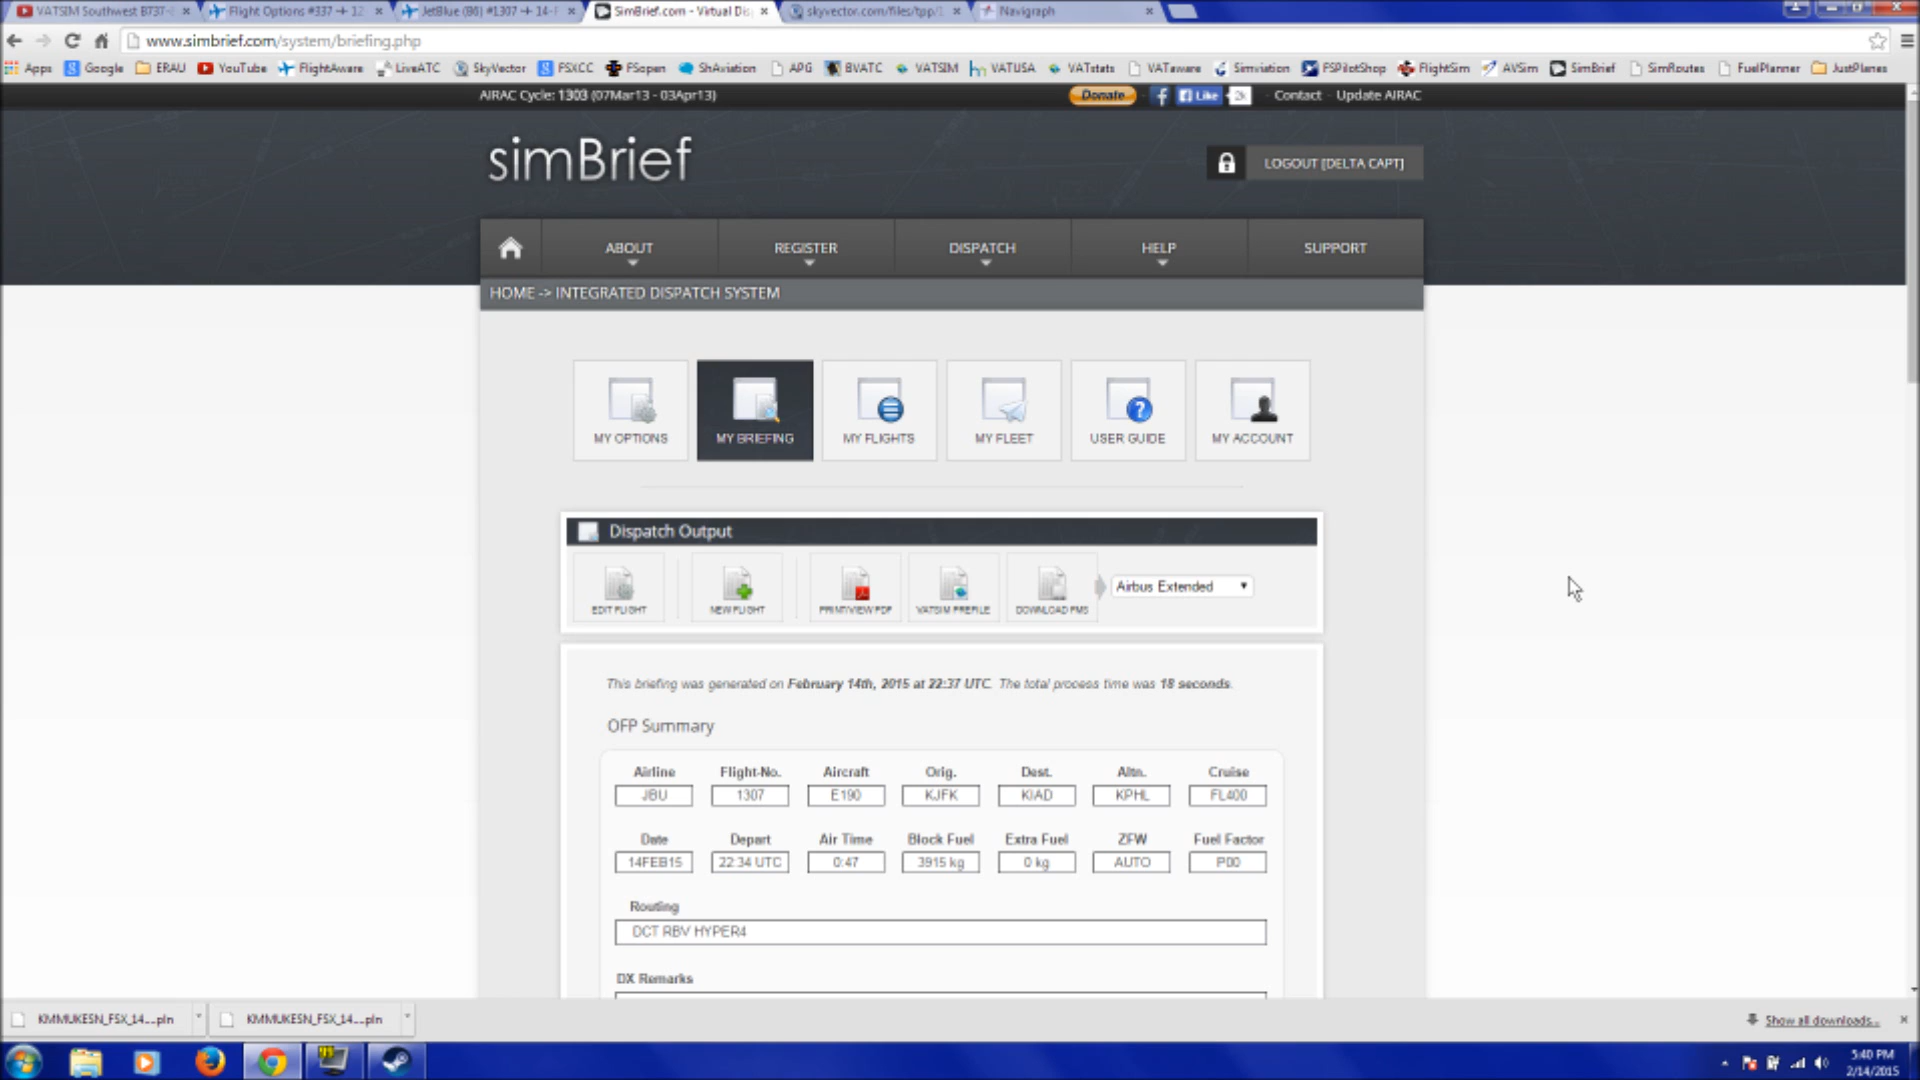 VATSIM Southwest B737-
Flight Options #337 → 12
JetBlue (B6) #1307 → 14-F
SimBrief.com - Virtual Dis
skyvector.com/files/tpp/1
Navigraph
www.simbrief.com/system/briefing.php
Apps Google ERAU YouTube FlightAware LiveATC SkyVector FSXCC FSopen ShAviation APG BVATC VATSIM VATUSA VATstats VATaware Simviation FSPilotShop FlightSim AVSim SimBrief SimRoutes FuelPlanner JustPlanes
AIRAC Cycle: 1303 (07Mar13 - 03Apr13)
Donate Like 2k · Contact · Update AIRAC
simBrief
LOGOUT [DELTA CAPT]
ABOUT REGISTER DISPATCH HELP SUPPORT
HOME -> INTEGRATED DISPATCH SYSTEM
MY OPTIONS MY BRIEFING MY FLIGHTS MY FLEET USER GUIDE MY ACCOUNT
Dispatch Output
EDIT FLIGHT NEW FLIGHT PRINT/VIEW PDF VATSIM PREFILE DOWNLOAD FMS Airbus Extended
This briefing was generated on February 14th, 2015 at 22:37 UTC. The total process time was 18 seconds.
OFP Summary
Airline Flight-No. Aircraft Orig. Dest. Altn. Cruise
JBU 1307 E190 KJFK KIAD KPHL FL400
Date Depart Air Time Block Fuel Extra Fuel ZFW Fuel Factor
14FEB15 22:34 UTC 0:47 3915 kg 0 kg AUTO P00
Routing
DCT RBV HYPER4
DX Remarks
KMMUKESN_FSX_14....pln KMMUKESN_FSX_14....pln Show all downloads...
5:40 PM
2/14/2015